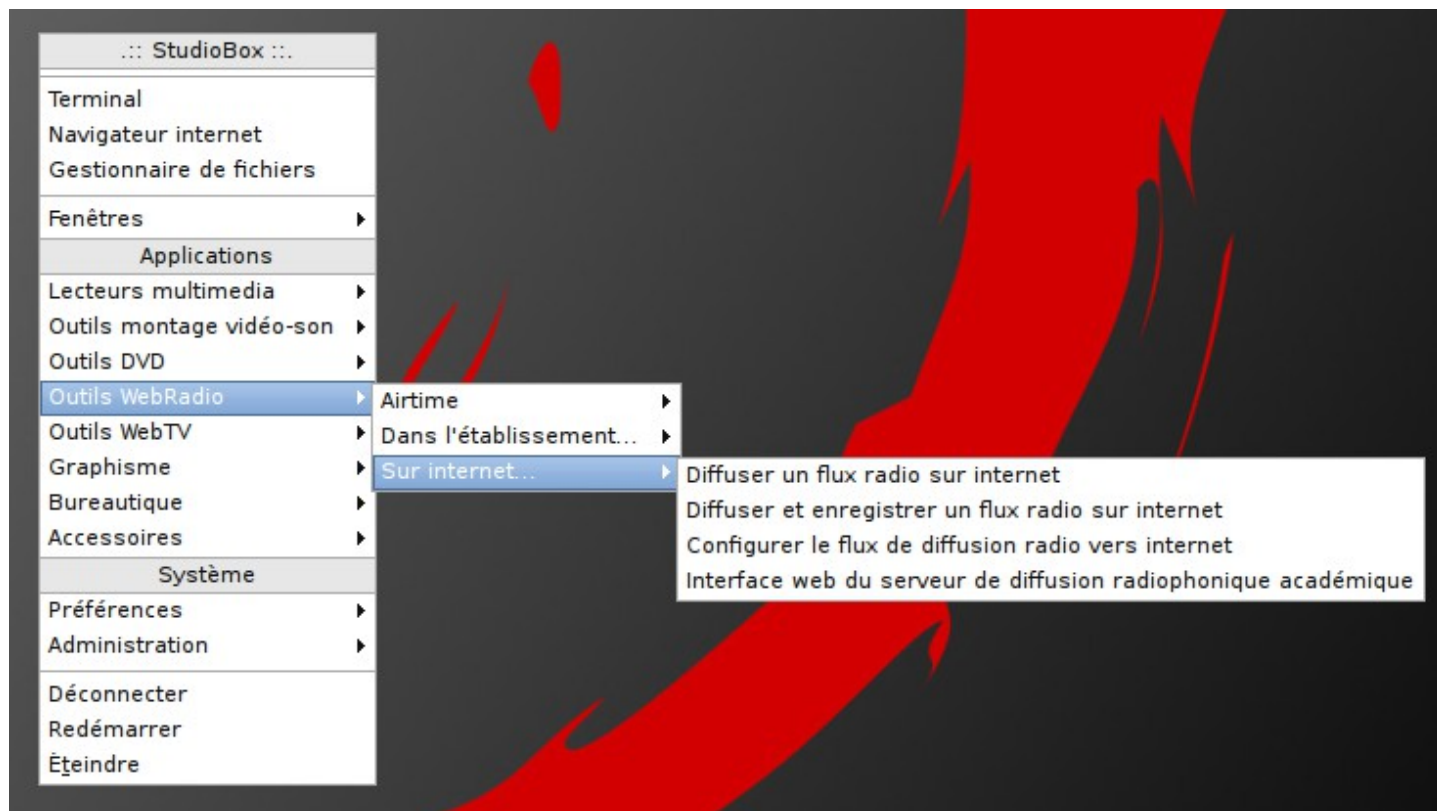 .:: StudioBox ::.
Terminal
Navigateur internet
Gestionnaire de fichiers
Fenêtres
Applications
Lecteurs multimedia
Outils montage vidéo-son
Outils DVD
Outils WebRadio
Outils WebTV
Graphisme
Bureautique
Accessoires
Système
Préférences
Administration
Déconnecter
Redémarrer
Éteindre
Airtime
Dans l'établissement...
Sur internet...
Diffuser un flux radio sur internet
Diffuser et enregistrer un flux radio sur internet
Configurer le flux de diffusion radio vers internet
Interface web du serveur de diffusion radiophonique académique